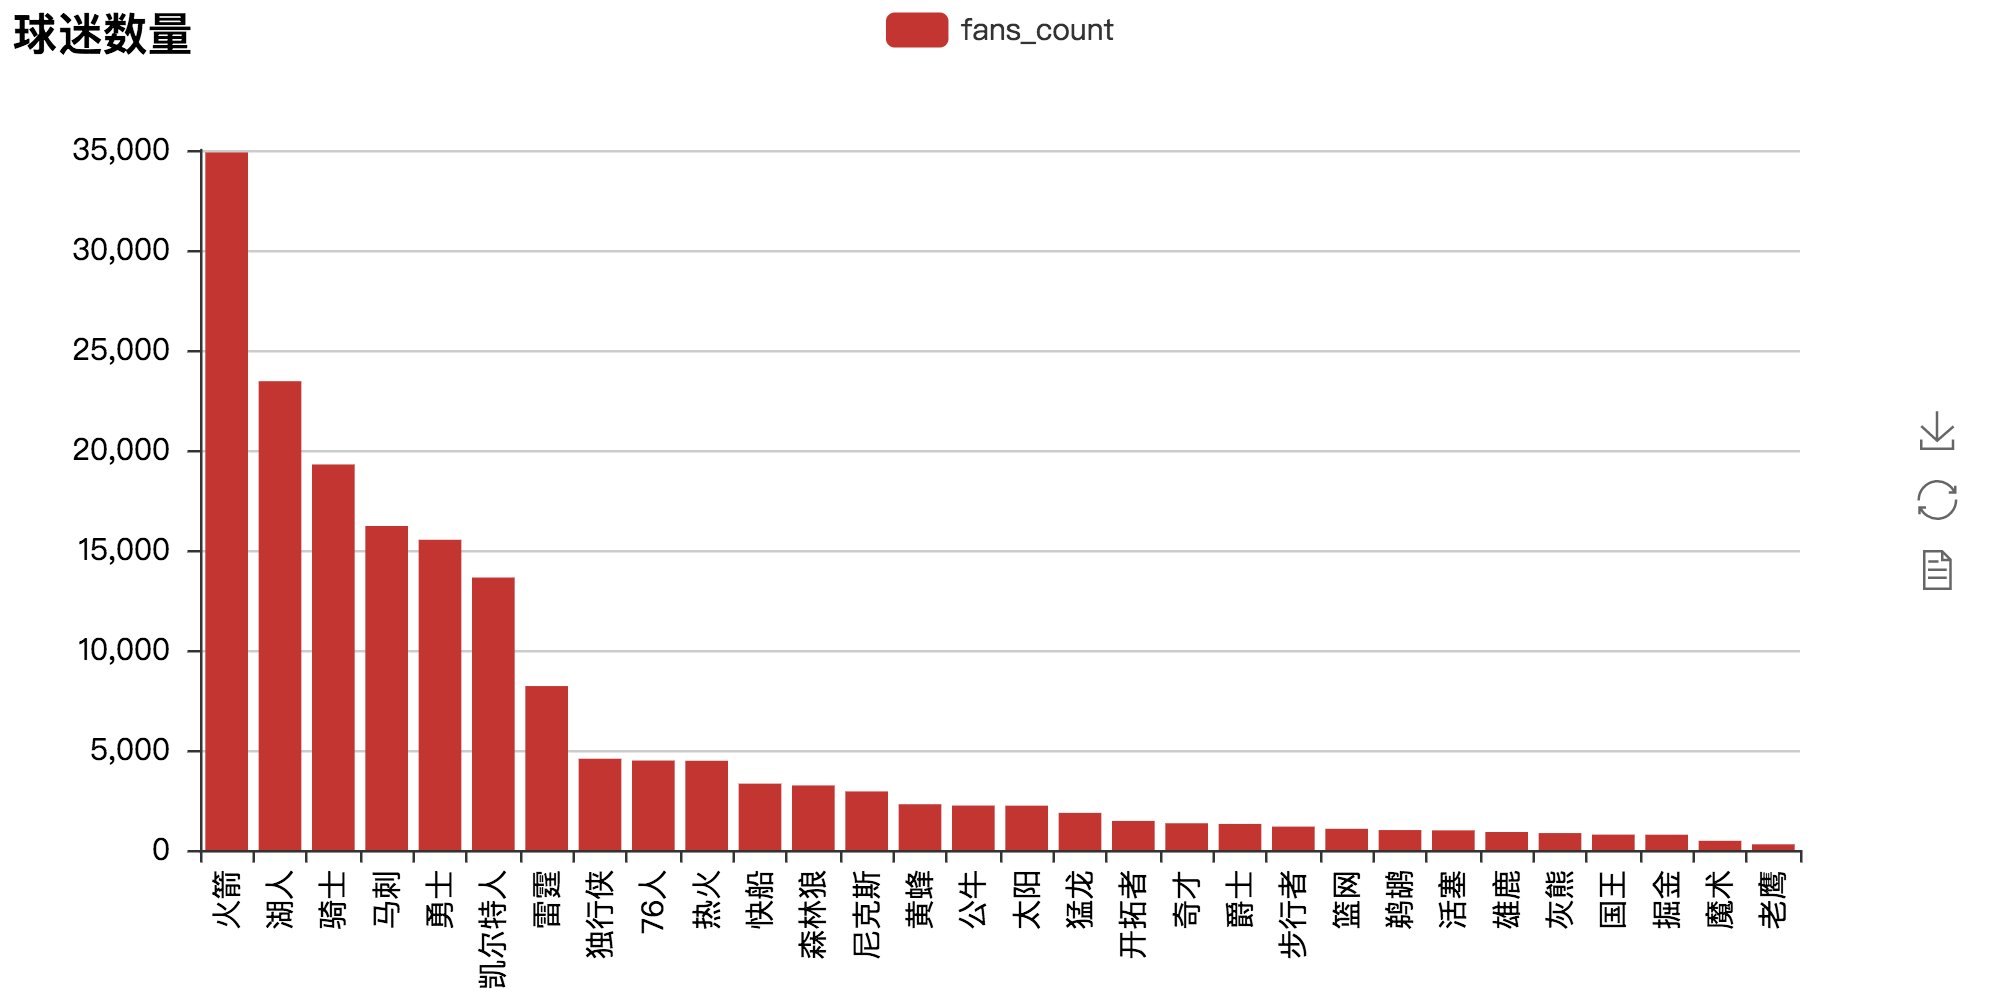 球迷数量
fans_count
35,000
30,000
25,000
20,000
15,000
10,000
5,000
0
火箭
湖人
骑士
马刺
勇士
凯尔特人
雷霆
独行侠
76人
热火
快船
森林狼
尼克斯
黄蜂
公牛
太阳
猛龙
开拓者
奇才
爵士
步行者
篮网
鹈鹕
活塞
雄鹿
灰熊
国王
掘金
魔术
老鹰